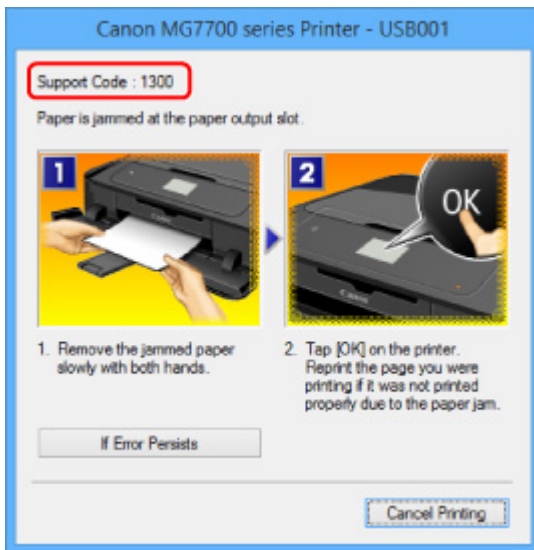 Canon MG7700 series Printer - USB001
Support Code : 1300
Paper is jammed at the paper output slot.
1
2
OK
Canon
Canon
1. Remove the jammed paper
slowly with both hands.
2. Tap [OK] on the printer.
Reprint the page you were
printing if it was not printed
properly due to the paper jam.
If Error Persists
Cancel Printing